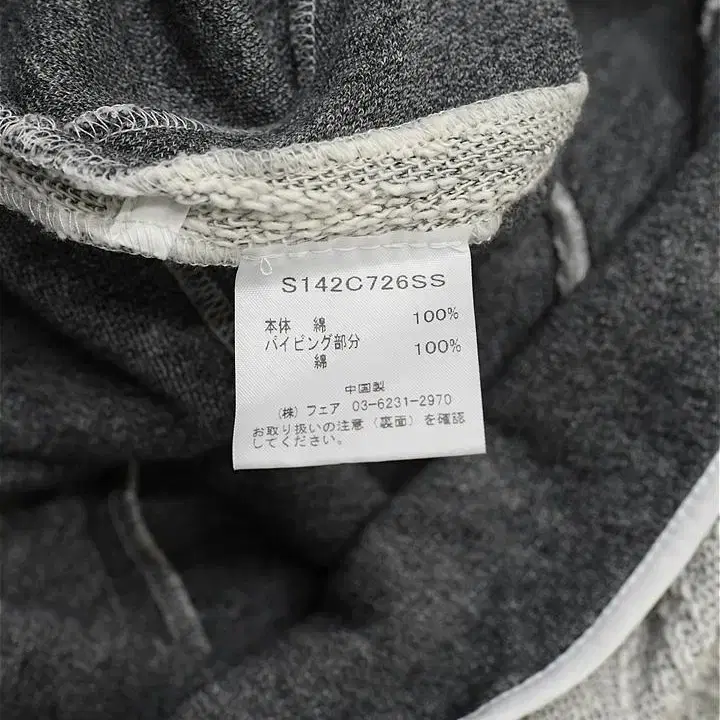 S142C726SS
本体 綿 100%
パイピング部分
綿 100%
中国製
(株) フェア 03-6231-2970
お取り扱いの注意(裏面)を確認
してください。